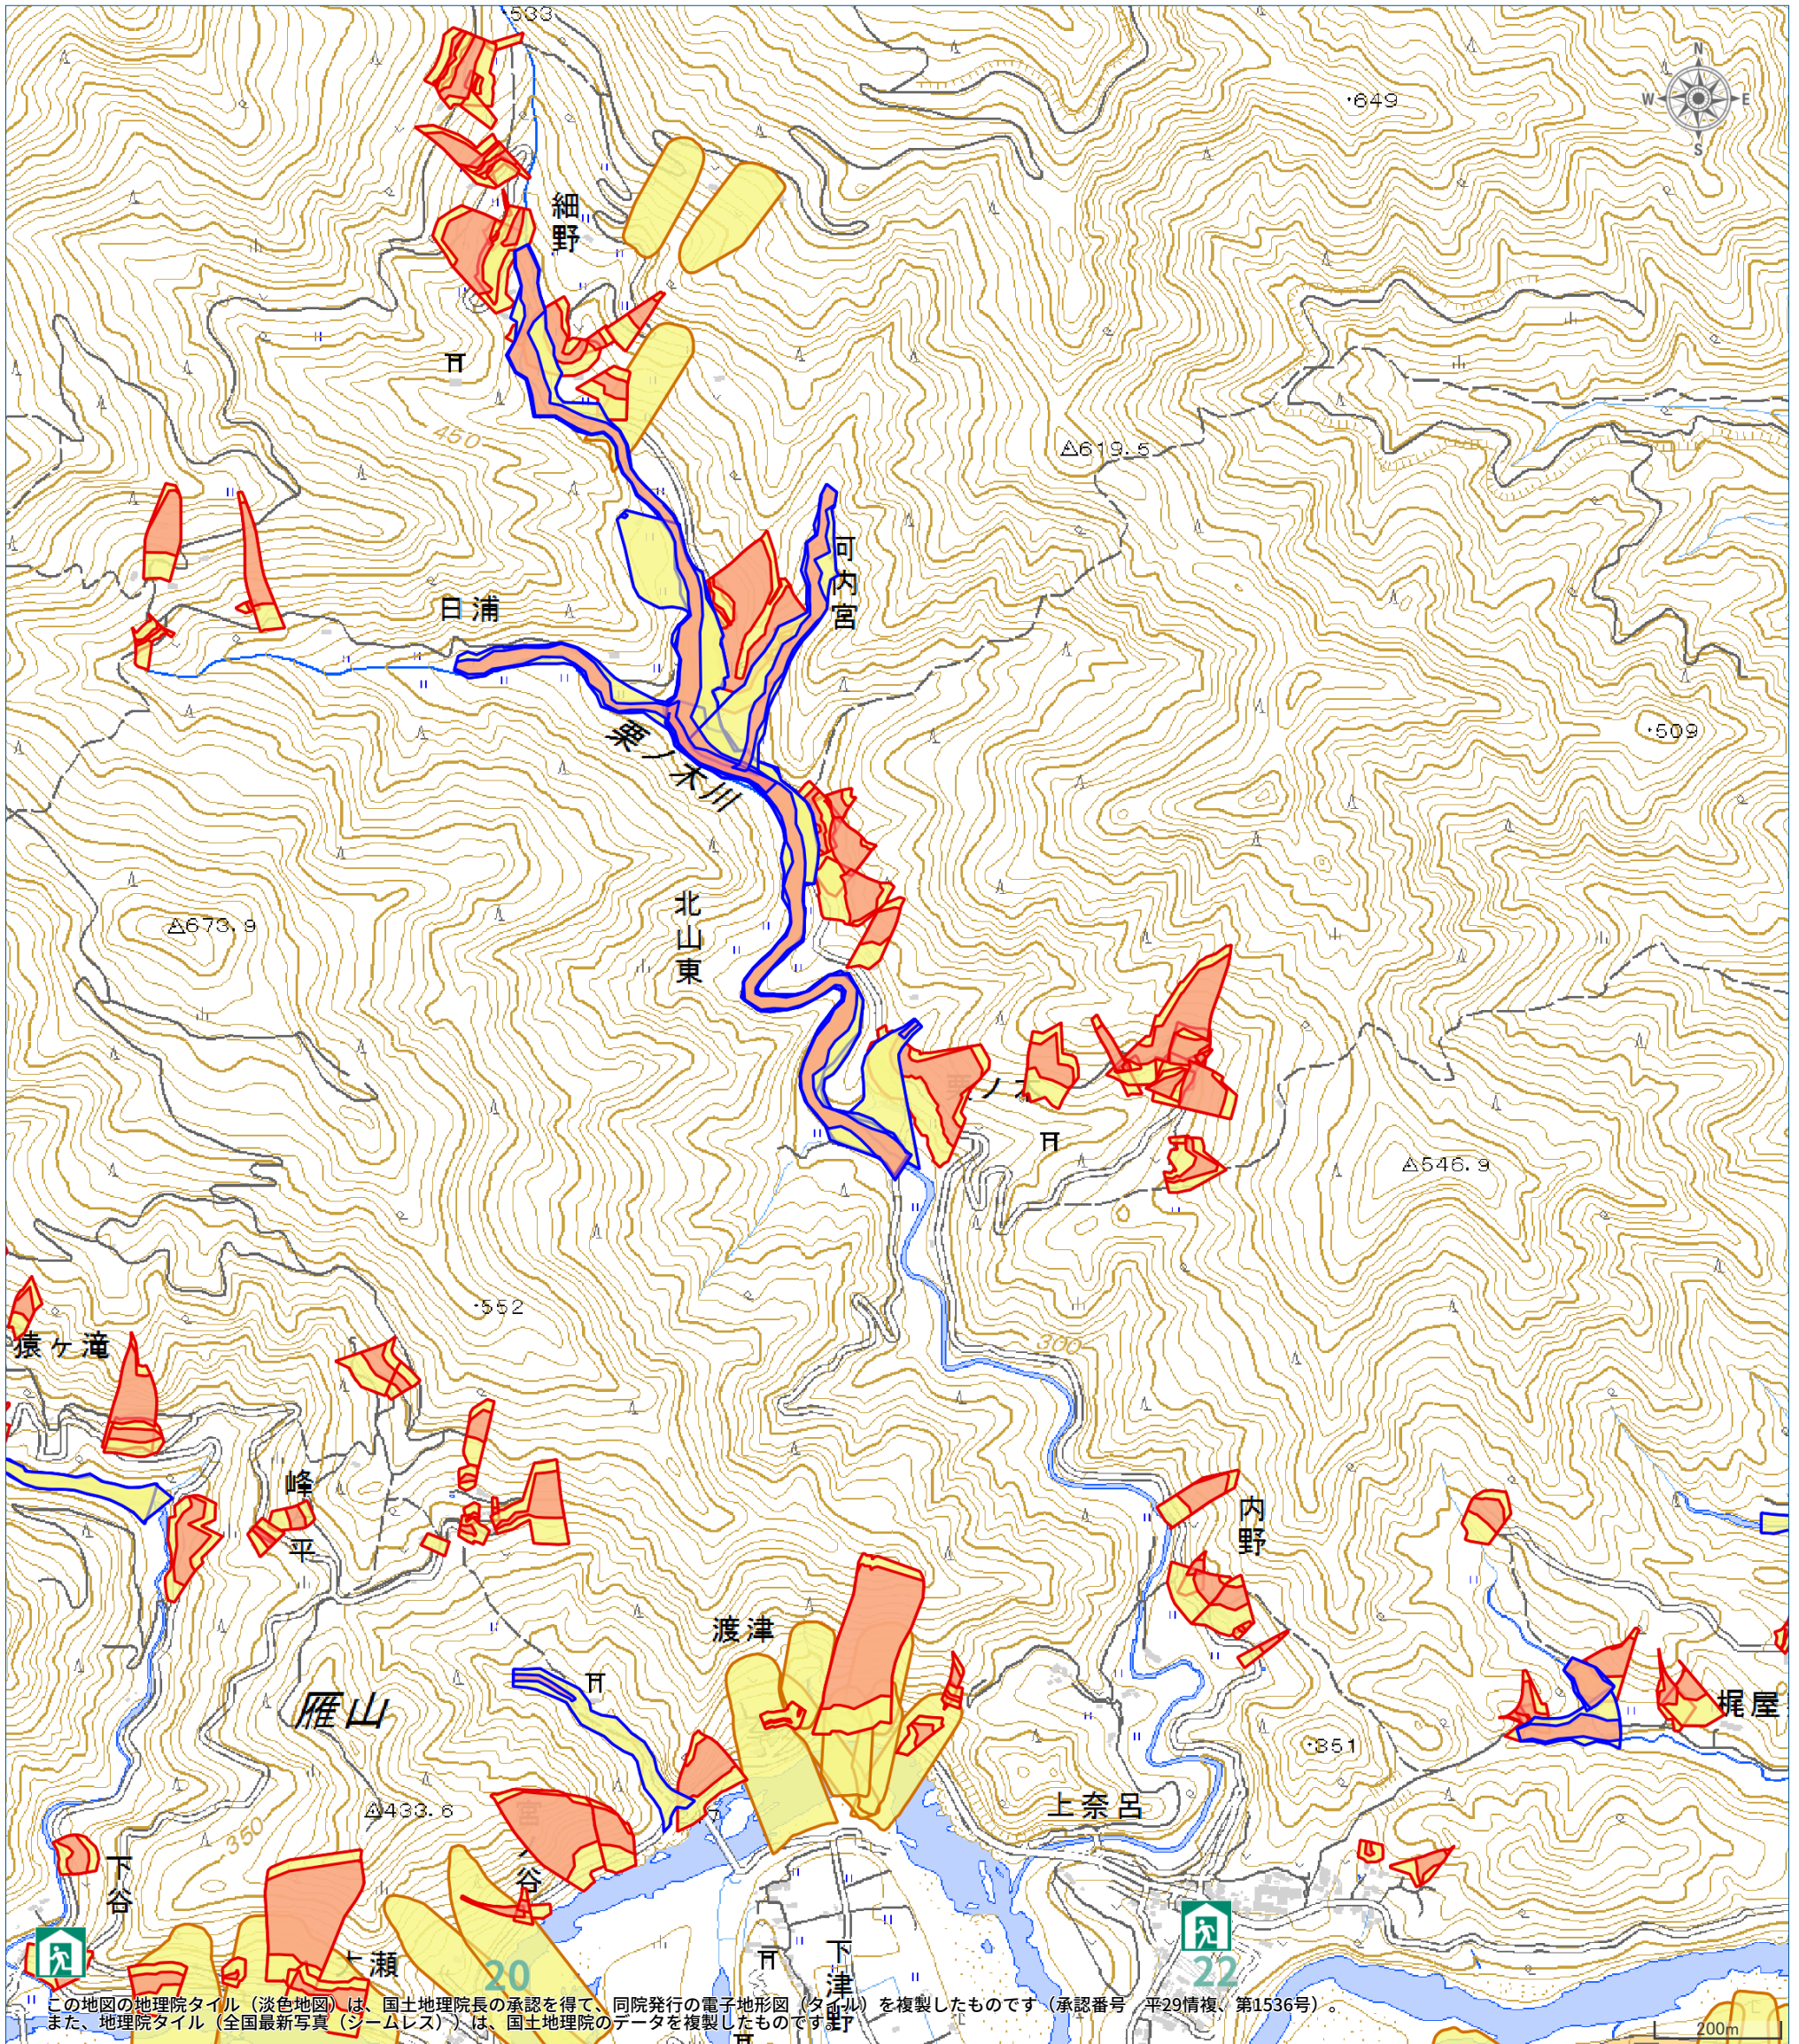 ・533
N
W E
S
・649
細野
450
△619.5
可内宮
日浦
栗ノ木川
・509
北山東
△673.9
栗ノ木
△546.9
・552
300
猿ヶ滝
峰平
内野
渡津
雁山
梶屋
・351
上奈呂
△433.6
350
宮ノ谷
下谷
下津野
20
22
この地図の地理院タイル（淡色地図）は、国土地理院長の承認を得て、同院発行の電子地形図（タイル）を複製したものです（承認番号　平29情複、第1536号）。
また、地理院タイル（全国最新写真（シームレス））は、国土地理院のデータを複製したものです。
200m